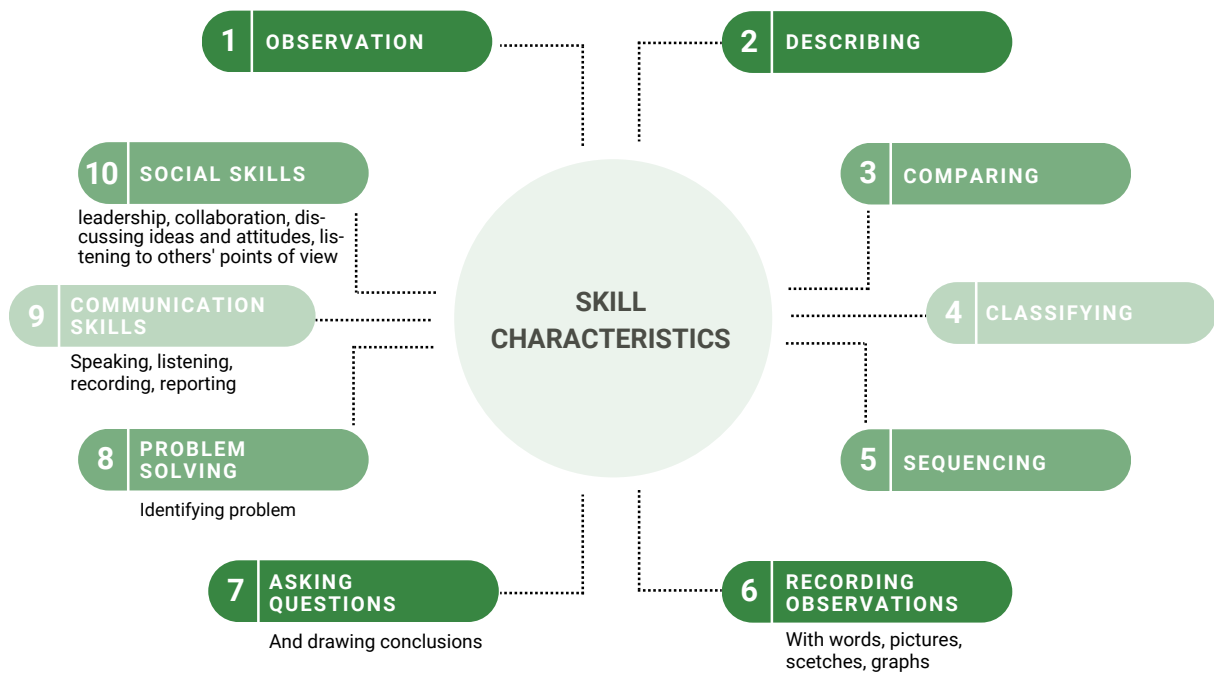 1 OBSERVATION
2 DESCRIBING
10 SOCIAL SKILLS
leadership, collaboration, dis-
cussing ideas and attitudes, lis-
tening to others' points of view
3 COMPARING
SKILL
CHARACTERISTICS
9 COMMUNICATION
SKILLS
Speaking, listening,
recording, reporting
4 CLASSIFYING
8 PROBLEM
SOLVING
Identifying problem
5 SEQUENCING
7 ASKING
QUESTIONS
And drawing conclusions
6 RECORDING
OBSERVATIONS
With words, pictures,
scetches, graphs